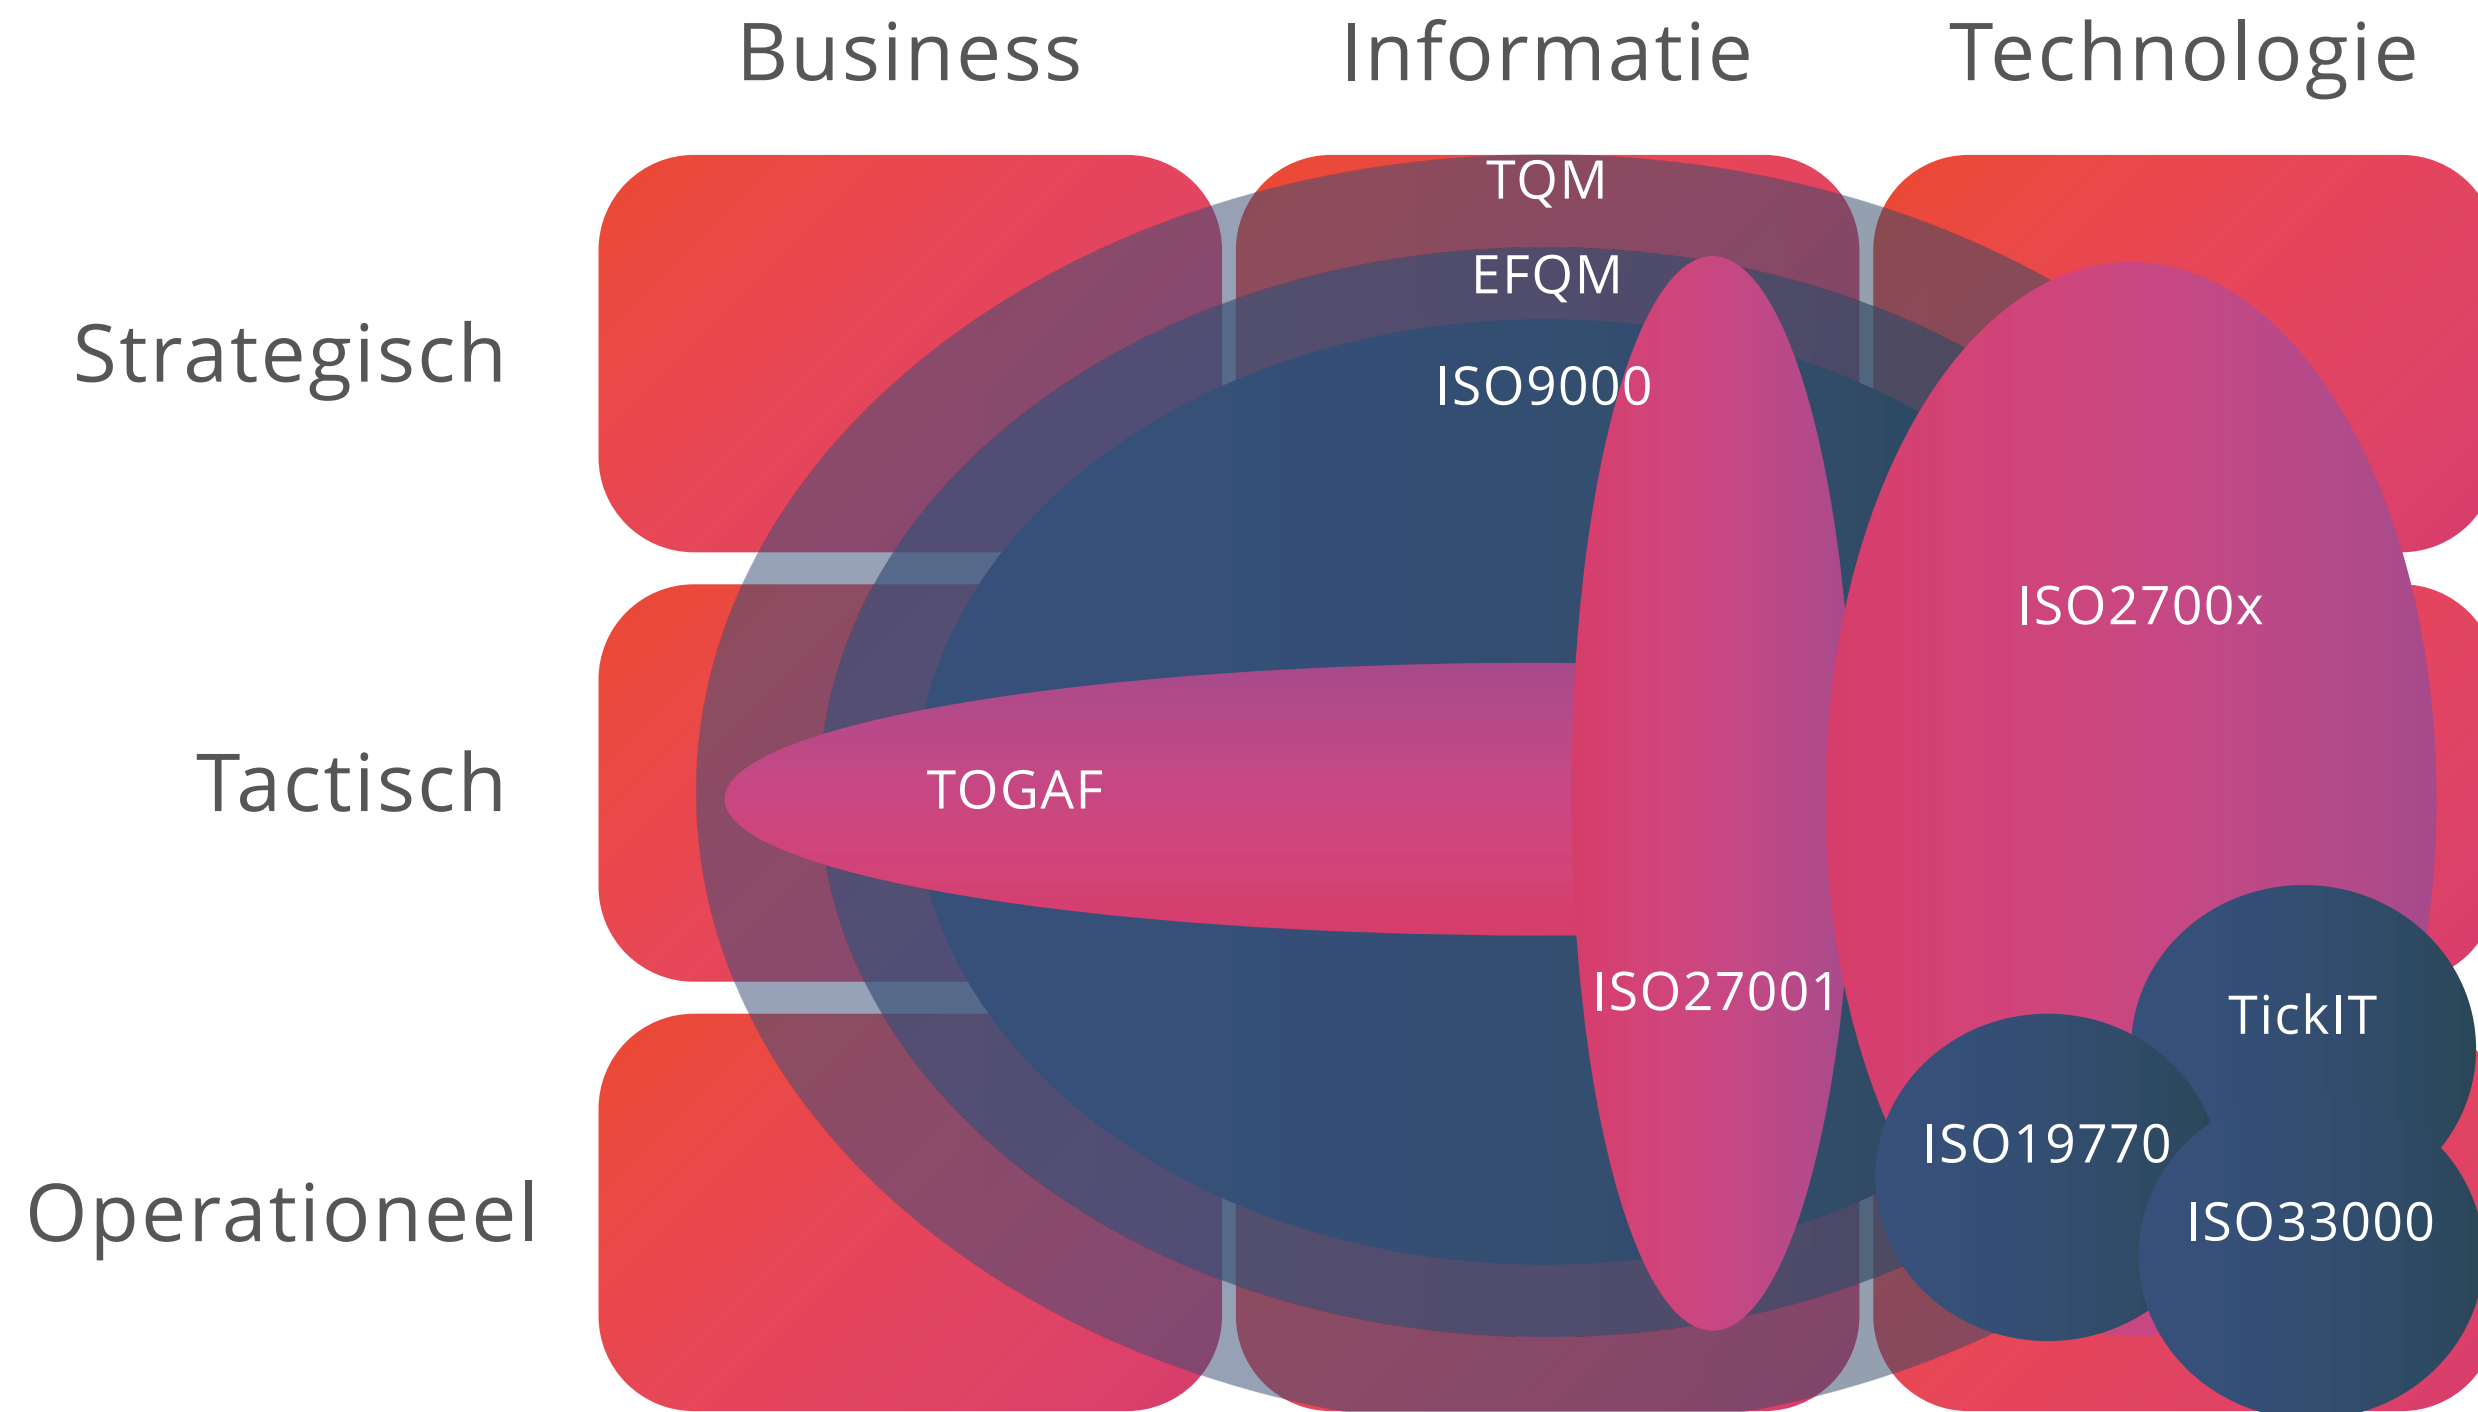 Business
Informatie
Technologie
TQM
EFQM
Strategisch
ISO9000
ISO2700x
Tactisch
TOGAF
ISO27001
TickIT
ISO19770
Operationeel
ISO33000